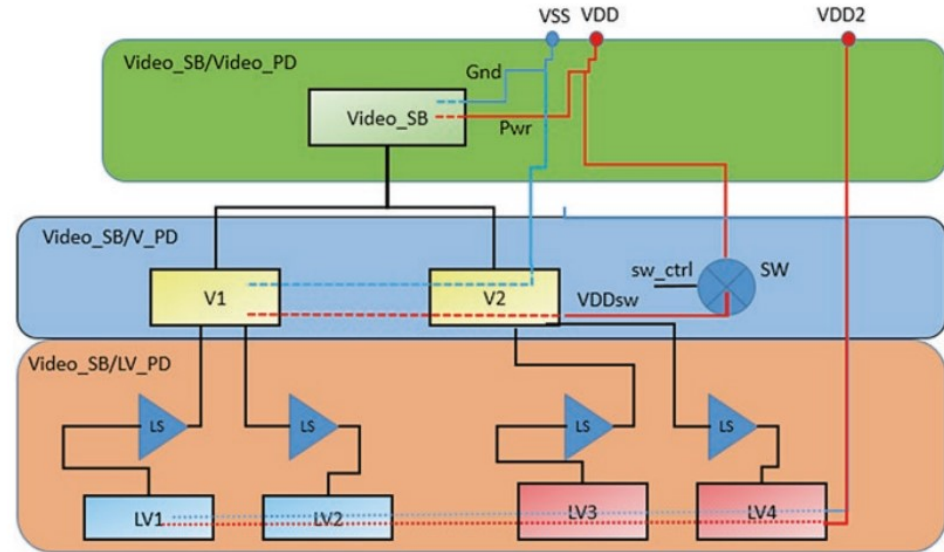 VSS VDD VDD2
Video_SB/Video_PD
Gnd
Video_SB
Pwr
Video_SB/V_PD
sw_ctrl SW
V1 V2 VDDsw
Video_SB/LV_PD
LS LS LS LS
LV1 LV2 LV3 LV4